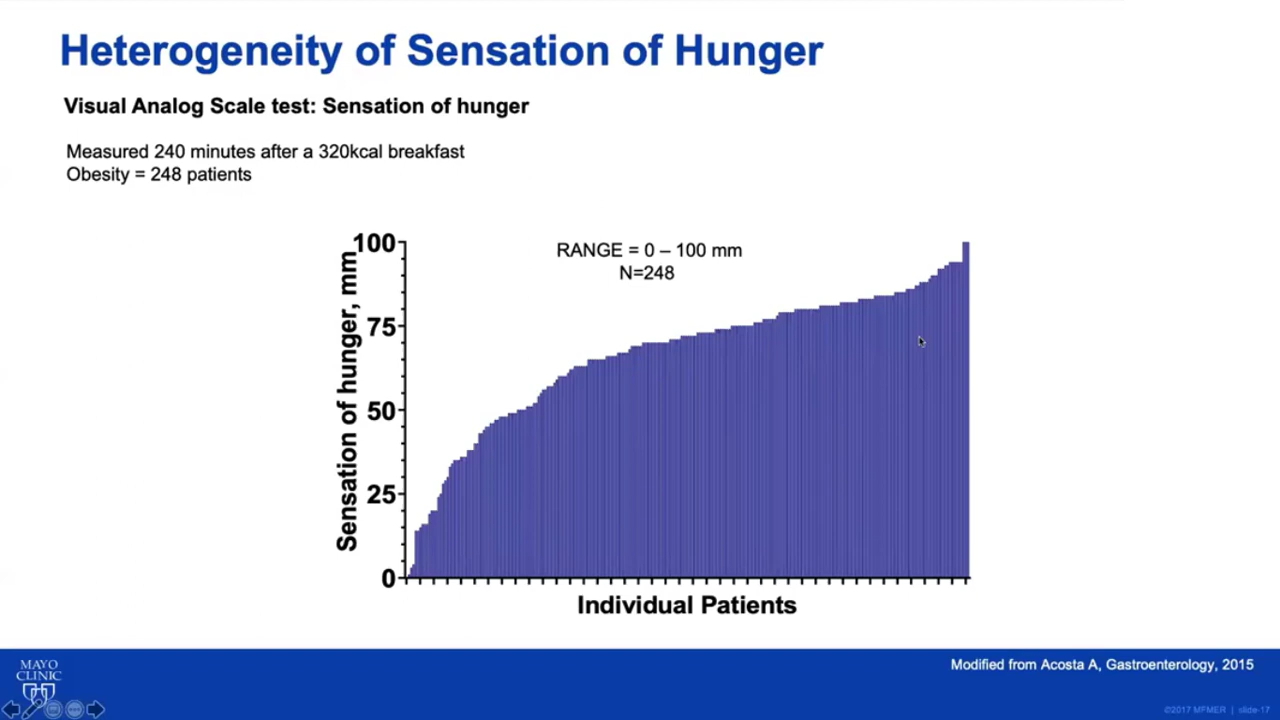 Heterogeneity of Sensation of Hunger
Visual Analog Scale test: Sensation of hunger
Measured 240 minutes after a 320kcal breakfast
Obesity = 248 patients
RANGE = 0 – 100 mm
N=248
Sensation of hunger, mm
100
75
50
25
0
Individual Patients
MAYO
CLINIC
Modified from Acosta A, Gastroenterology, 2015
©2017 MFMER | slide-17